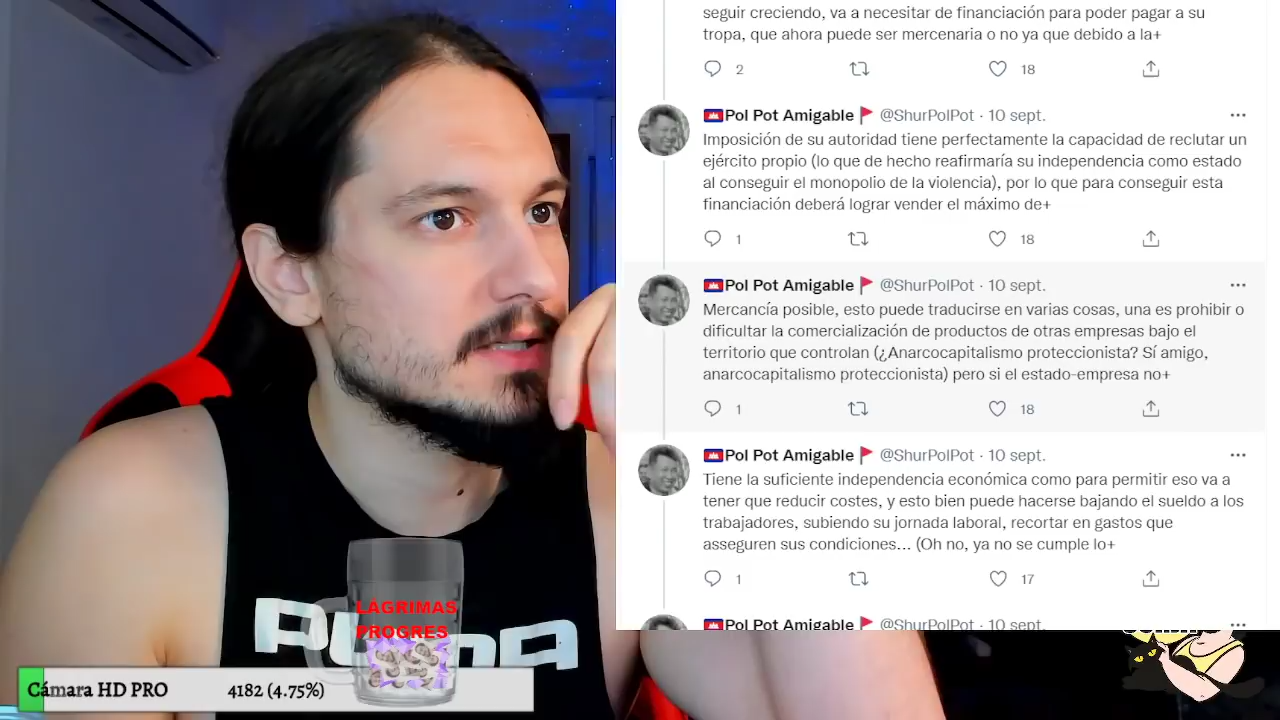 seguir creciendo, va a necesitar de financiación para poder pagar a su
tropa, que ahora puede ser mercenaria o no ya que debido a la+
2
18
Pol Pot Amigable @ShurPolPot · 10 sept.
Imposición de su autoridad tiene perfectamente la capacidad de reclutar un
ejército propio (lo que de hecho reafirmaría su independencia como estado
al conseguir el monopolio de la violencia), por lo que para conseguir esta
financiación deberá lograr vender el máximo de+
1
18
Pol Pot Amigable @ShurPolPot · 10 sept.
Mercancía posible, esto puede traducirse en varias cosas, una es prohibir o
dificultar la comercialización de productos de otras empresas bajo el
territorio que controlan (¿Anarcocapitalismo proteccionista? Sí amigo,
anarcocapitalismo proteccionista) pero si el estado-empresa no+
1
18
Pol Pot Amigable @ShurPolPot · 10 sept.
Tiene la suficiente independencia económica como para permitir eso va a
tener que reducir costes, y esto bien puede hacerse bajando el sueldo a los
trabajadores, subiendo su jornada laboral, recortar en gastos que
aseguren sus condiciones... (Oh no, ya no se cumple lo+
1
17
Pol Pot Amigable @ShurPolPot · 10 sept.
LÁGRIMAS
PROGRES
Cámara HD PRO 4182 (4.75%)